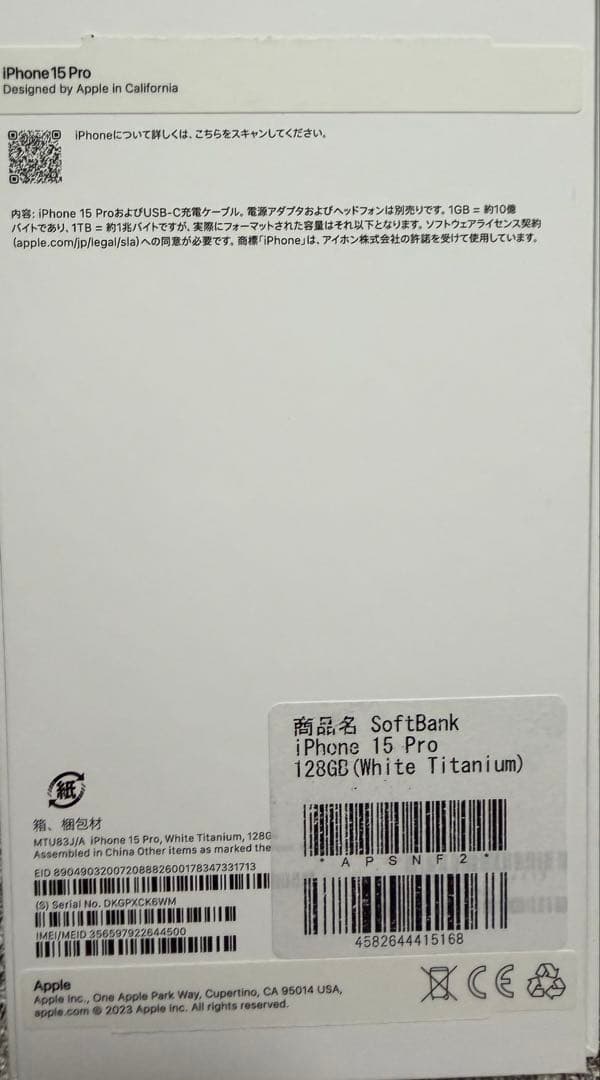 iPhone 15 Pro
Designed by Apple in California
iPhoneについて詳しくは、こちらをスキャンしてください。
内容: iPhone 15 ProおよびUSB-C充電ケーブル。電源アダプタおよびヘッドフォンは別売りです。1GB = 約10億
バイトであり、1TB = 約1兆バイトですが、実際にフォーマットされた容量はそれ以下となります。ソフトウェアライセンス契約
(apple.com/jp/legal/sla)への同意が必要です。商標「iPhone」は、アイホン株式会社の許諾を受けて使用しています。
商品名 SoftBank
iPhone 15 Pro
128GB(White Titanium)
*APSNF2*
4582644415168
紙
箱、梱包材
MTU83J/A iPhone 15 Pro, White Titanium, 128G
Assembled in China Other items as marked the
EID 89049032007208882600178347331713
(S) Serial No. DKGPXCK6WM
IMEI/MEID 356597922644500
Apple
Apple Inc., One Apple Park Way, Cupertino, CA 95014 USA,
apple.com © 2023 Apple Inc. All rights reserved.
CE